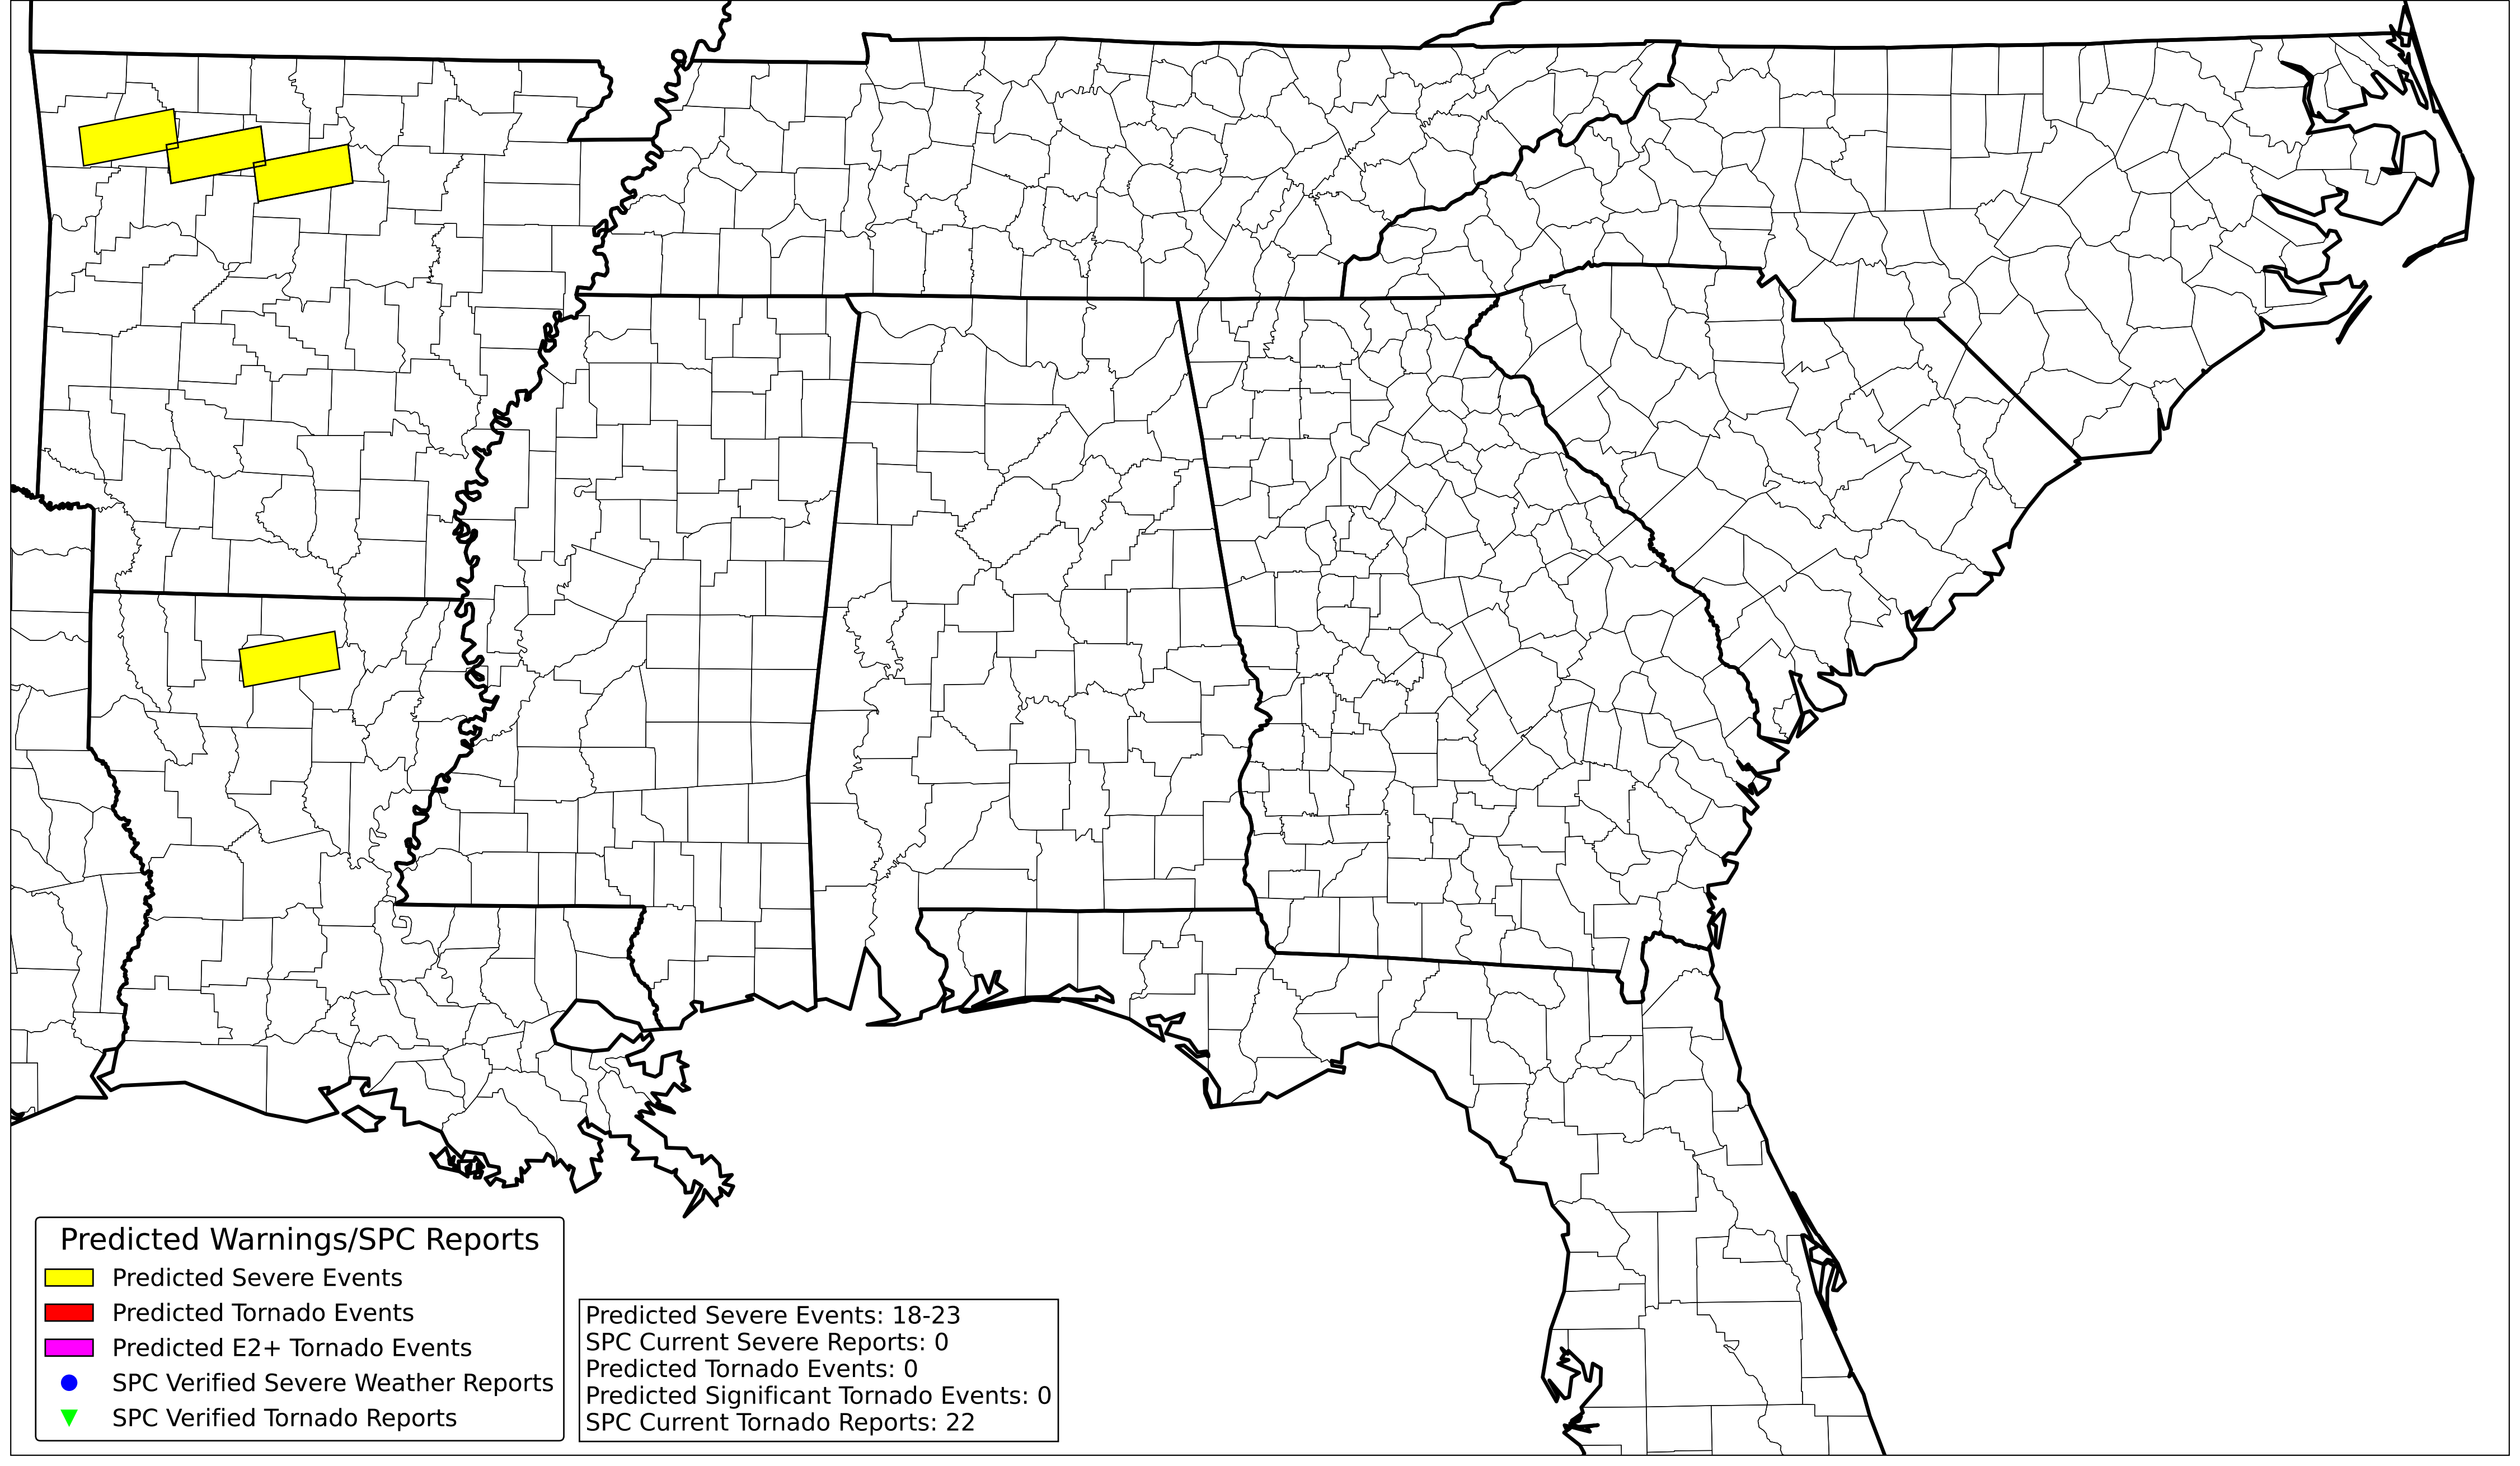 Predicted Warnings/SPC Reports
Predicted Severe Events
Predicted Tornado Events
Predicted E2+ Tornado Events
SPC Verified Severe Weather Reports
SPC Verified Tornado Reports
Predicted Severe Events: 18-23
SPC Current Severe Reports: 0
Predicted Tornado Events: 0
Predicted Significant Tornado Events: 0
SPC Current Tornado Reports: 22